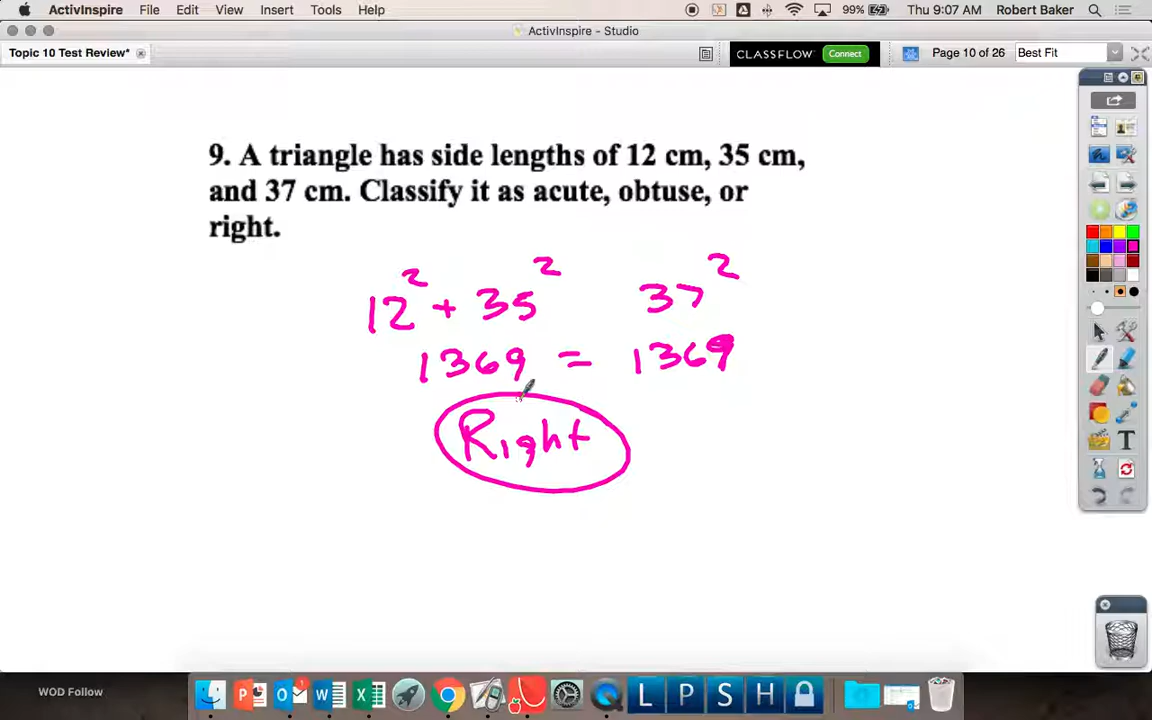 ActivInspire File Edit View Insert Tools Help 99% Thu 9:07 AM Robert Baker
ActivInspire - Studio
Topic 10 Test Review* CLASSFLOW Connect Page 10 of 26 Best Fit
9. A triangle has side lengths of 12 cm, 35 cm,
and 37 cm. Classify it as acute, obtuse, or
right.
12² + 35² 37²
1369 = 1369
Right
T
WOD Follow
P W X L P S H